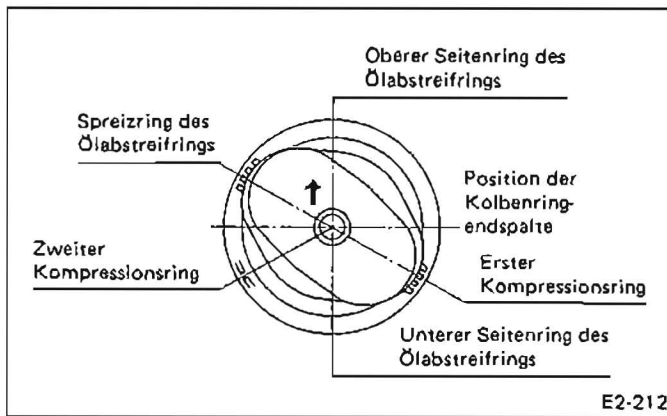 Oberer Seitenring des
Ölabstreifrings
Spreizring des
Ölabstreifrings
Position der
Kolbenring-
endspalte
Zweiter
Kompressionsring
Erster
Kompressionsring
Unterer Seitenring des
Ölabstreifrings
E2-212